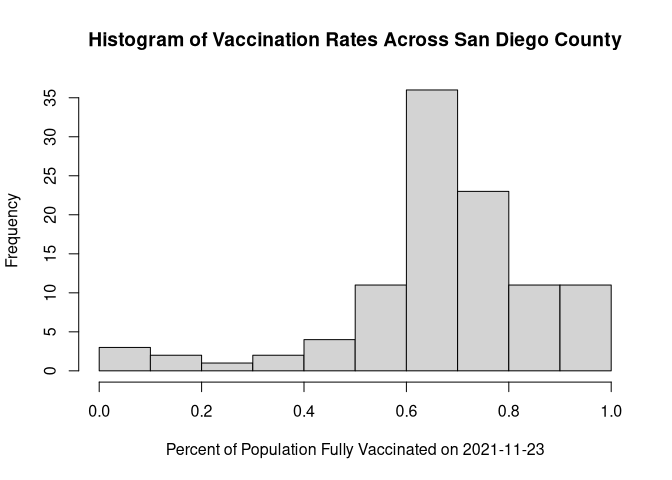 Histogram of Vaccination Rates Across San Diego County
Frequency
35
30
25
20
15
10
5
0
0.0 0.2 0.4 0.6 0.8 1.0
Percent of Population Fully Vaccinated on 2021-11-23